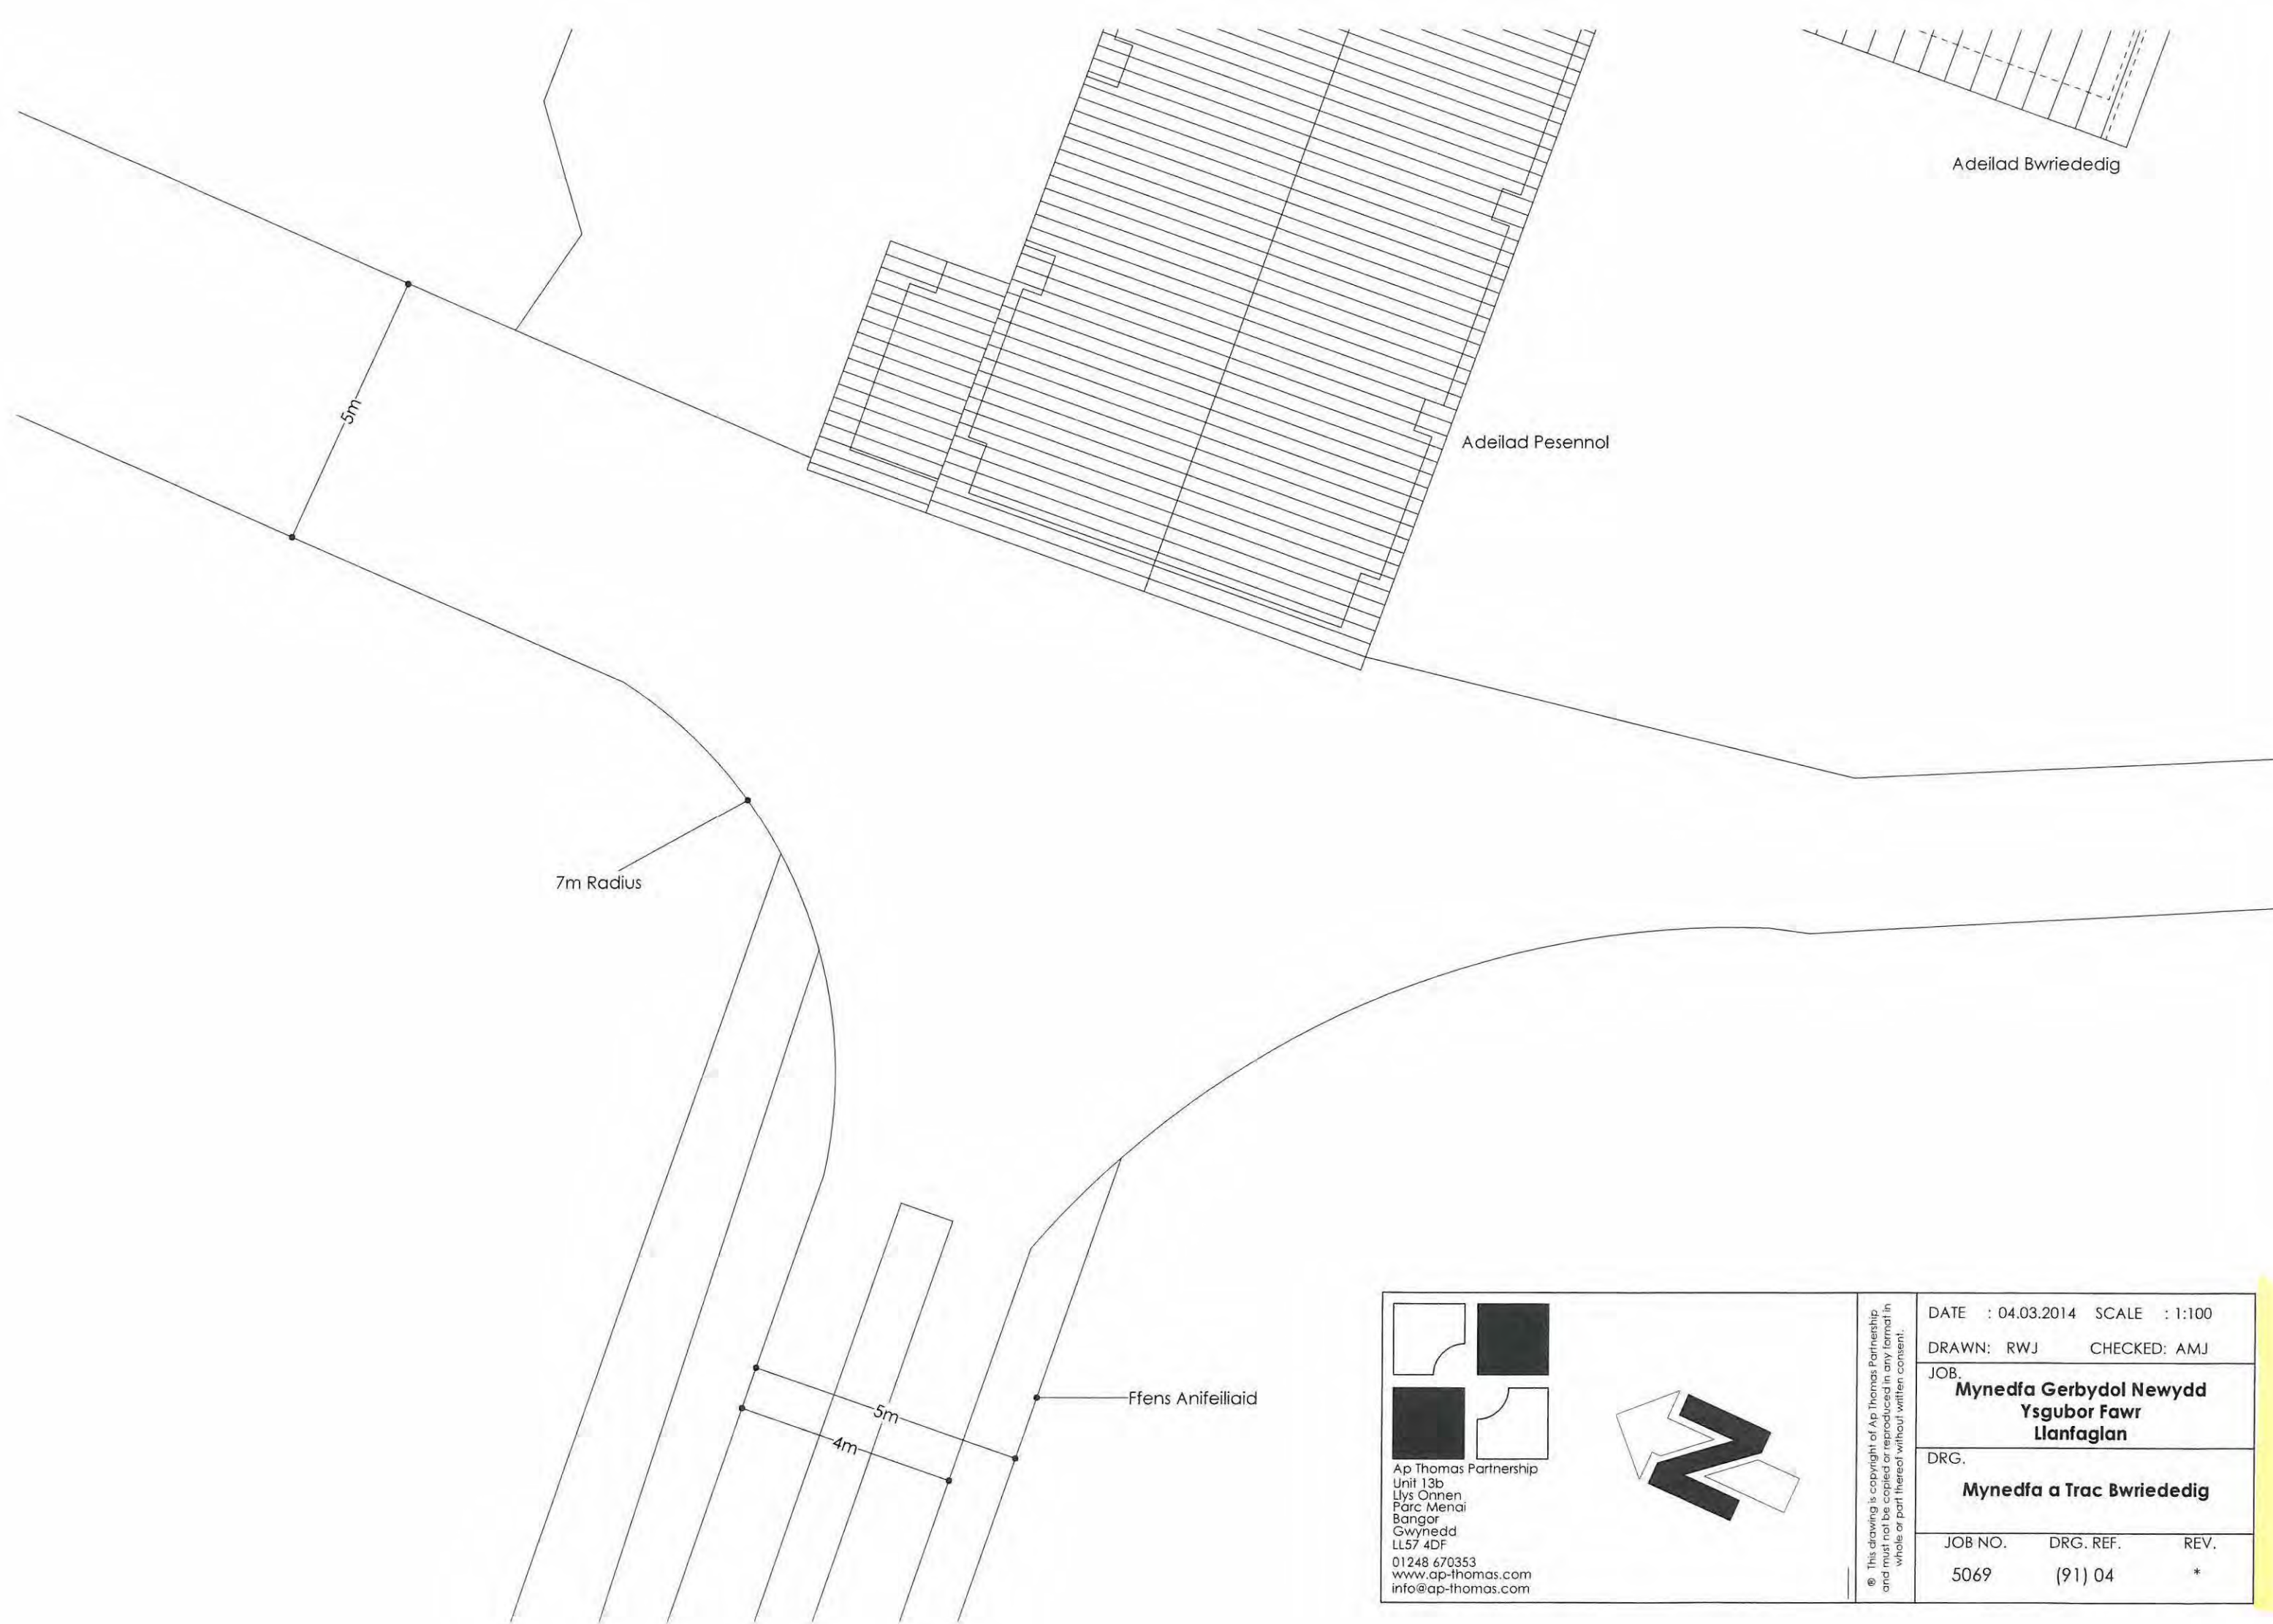 Adeilad Bwriededig
5m
Adeilad Pesennol
7m Radius
5m
4m
Ffens Anifeiliaid
Ap Thomas Partnership
Unit 13b
Llys Onnen
Parc Menai
Bangor
Gwynedd
LL57 4DF
01248 670353
www.ap-thomas.com
info@ap-thomas.com
® This drawing is copyright of Ap Thomas Partnership
and must not be copied or reproduced in any format in
whole or part thereof without written consent.
DATE : 04.03.2014 SCALE : 1:100
DRAWN: RWJ CHECKED: AMJ
JOB.
Mynedfa Gerbydol Newydd
Ysgubor Fawr
Llanfaglan
DRG.
Mynedfa a Trac Bwriededig
JOB NO. DRG. REF. REV.
5069 (91) 04 *